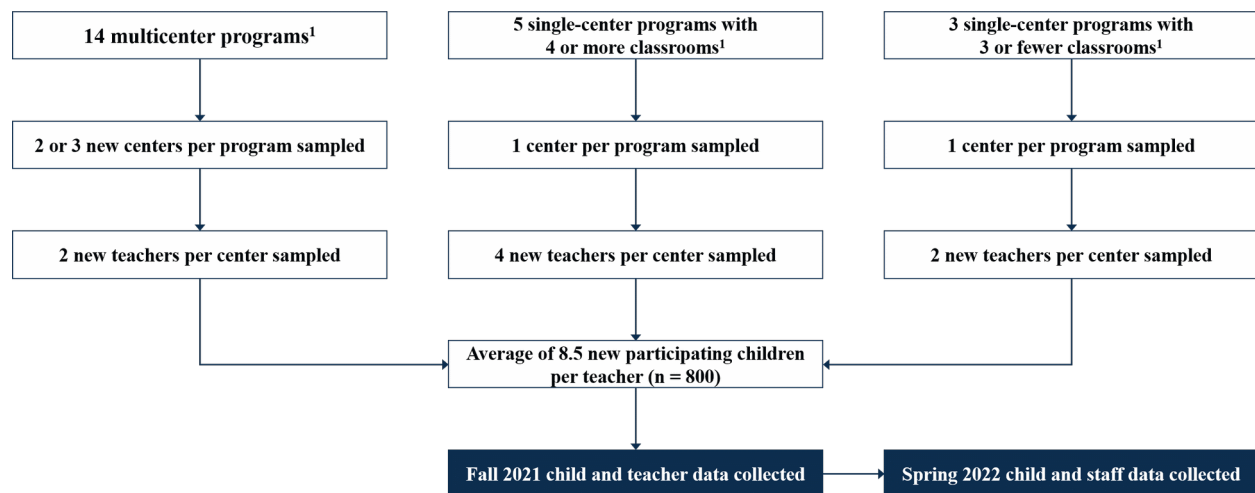 14 multicenter programs¹
5 single-center programs with
4 or more classrooms¹
3 single-center programs with
3 or fewer classrooms¹
2 or 3 new centers per program sampled
1 center per program sampled
1 center per program sampled
2 new teachers per center sampled
4 new teachers per center sampled
2 new teachers per center sampled
Average of 8.5 new participating children
per teacher (n = 800)
Fall 2021 child and teacher data collected
Spring 2022 child and staff data collected